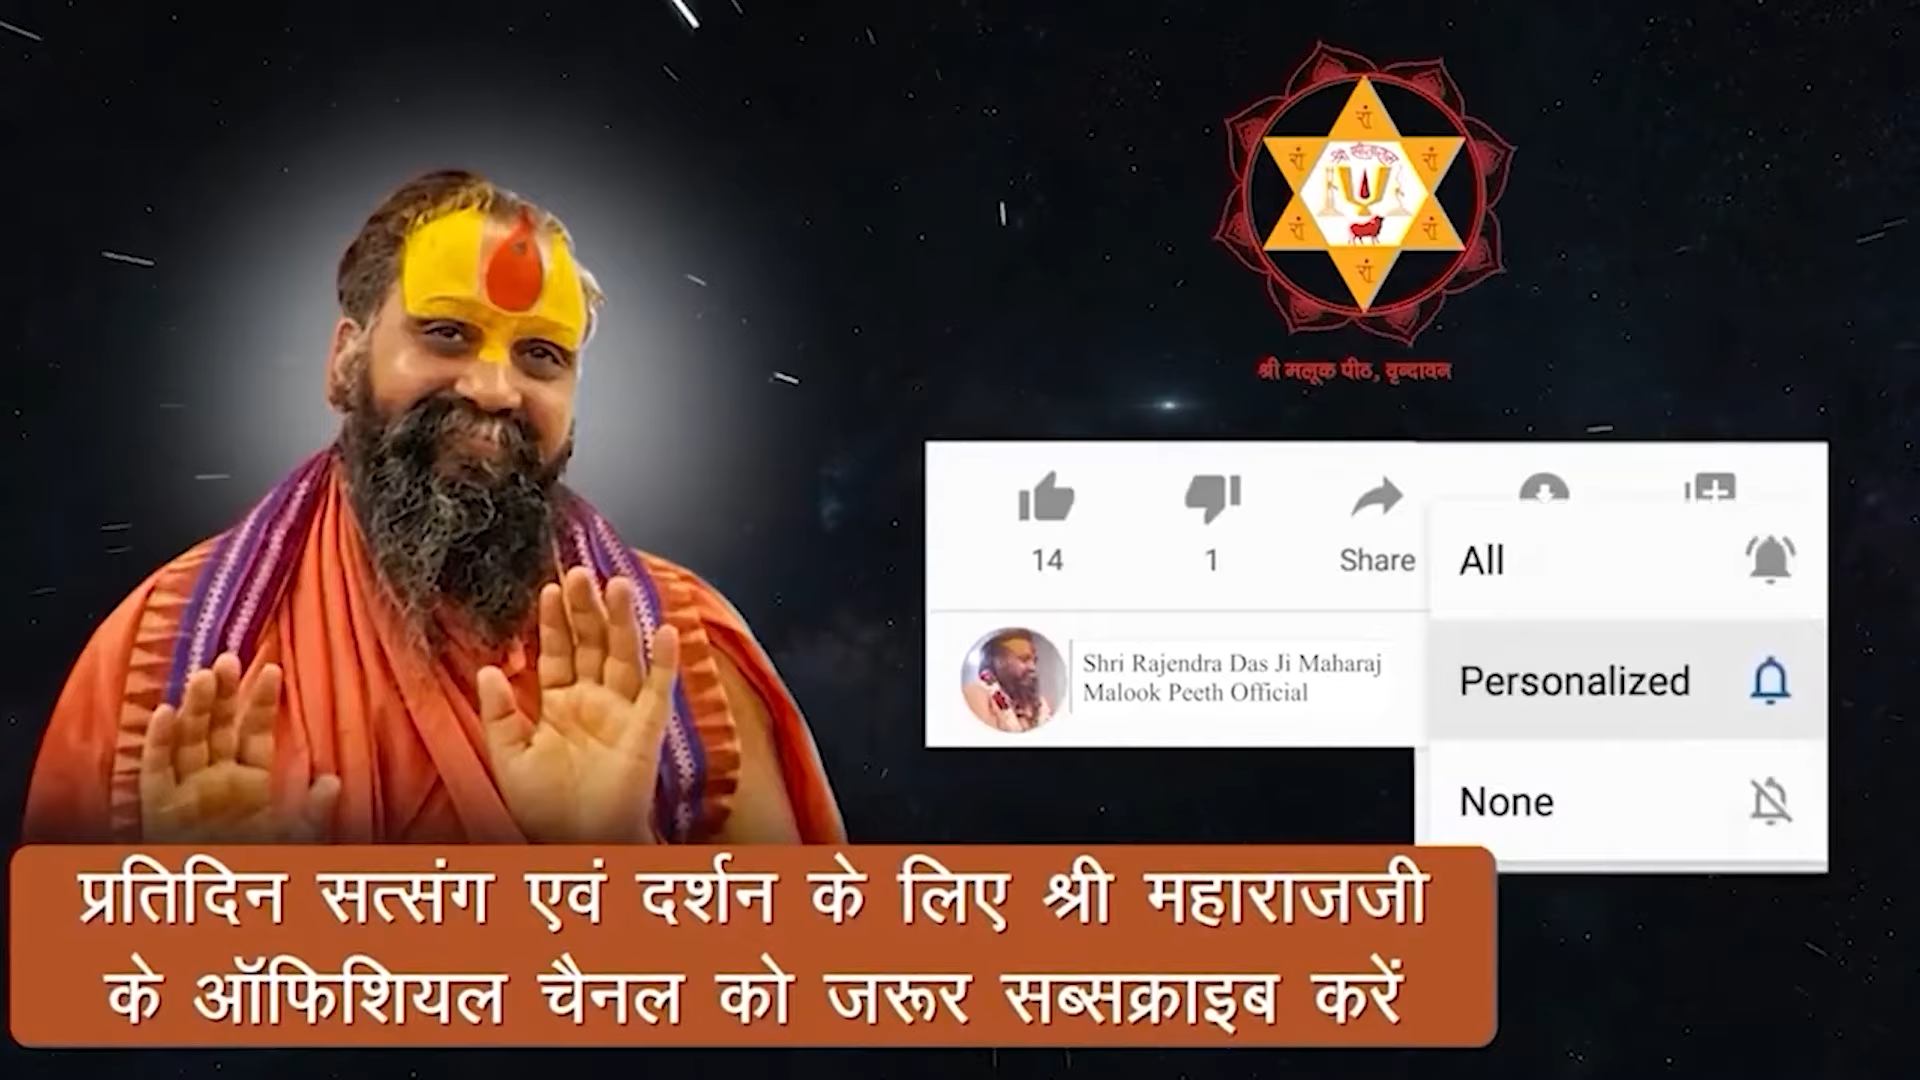 रां
रां
रां
श्री सीताराम
रां
रां
रां
श्री मलूक पीठ, वृन्दावन
14
1
Share
All
Shri Rajendra Das Ji Maharaj
Malook Peeth Official
Personalized
None
प्रतिदिन सत्संग एवं दर्शन के लिए श्री महाराजजी
के ऑफिशियल चैनल को जरूर सब्सक्राइब करें